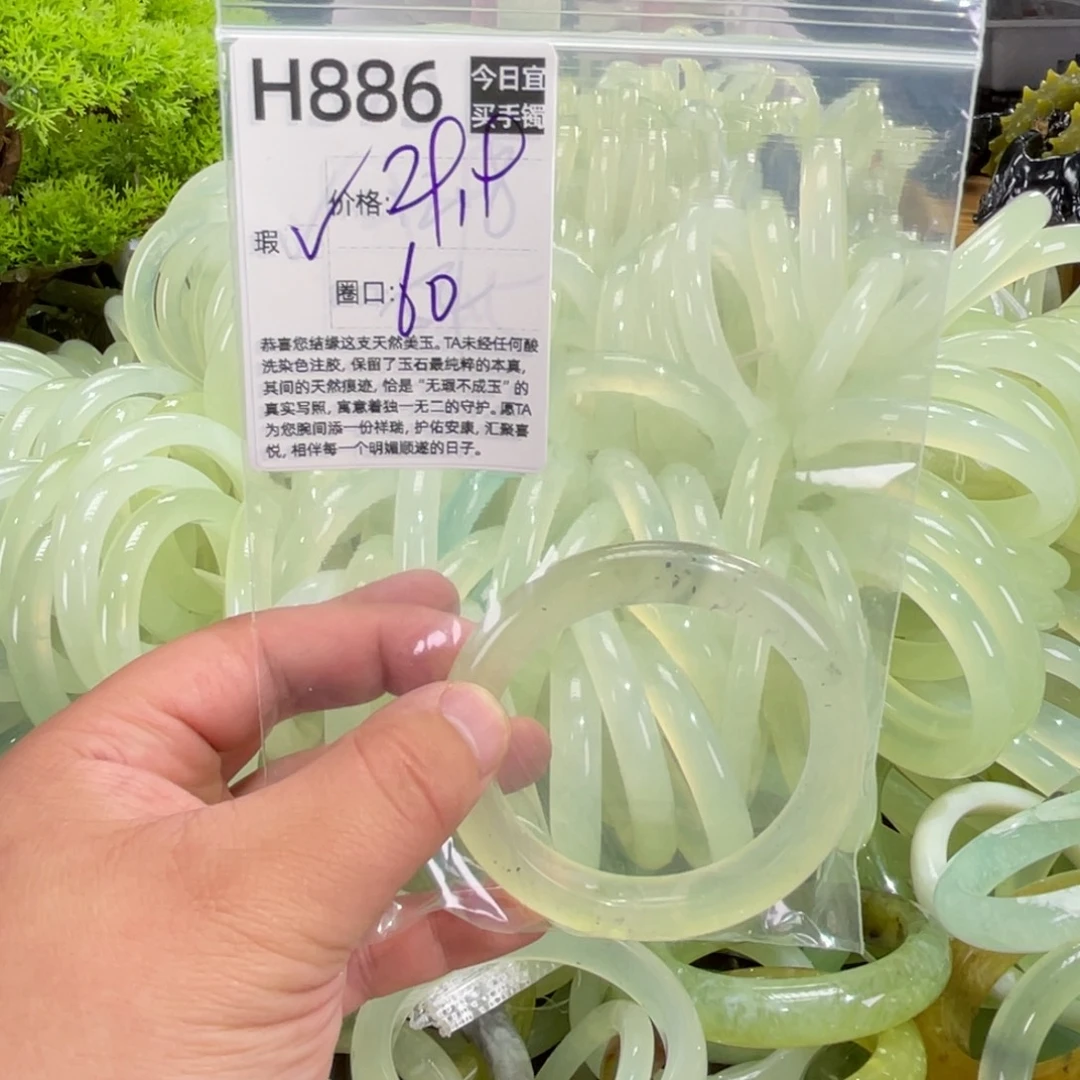 H886
今日宜
买手镯
价格:
瑕 ✓
圈口:60
恭喜您结缘这支天然美玉。TA未经任何酸
洗染色注胶, 保留了玉石最纯粹的本真,
其间的天然痕迹, 恰是“无瑕不成玉”的
真实写照, 寓意着独一无二的守护。愿TA
为您腕间添一份祥瑞, 护佑安康, 汇聚喜
悦, 相伴每一个明媚顺遂的日子。